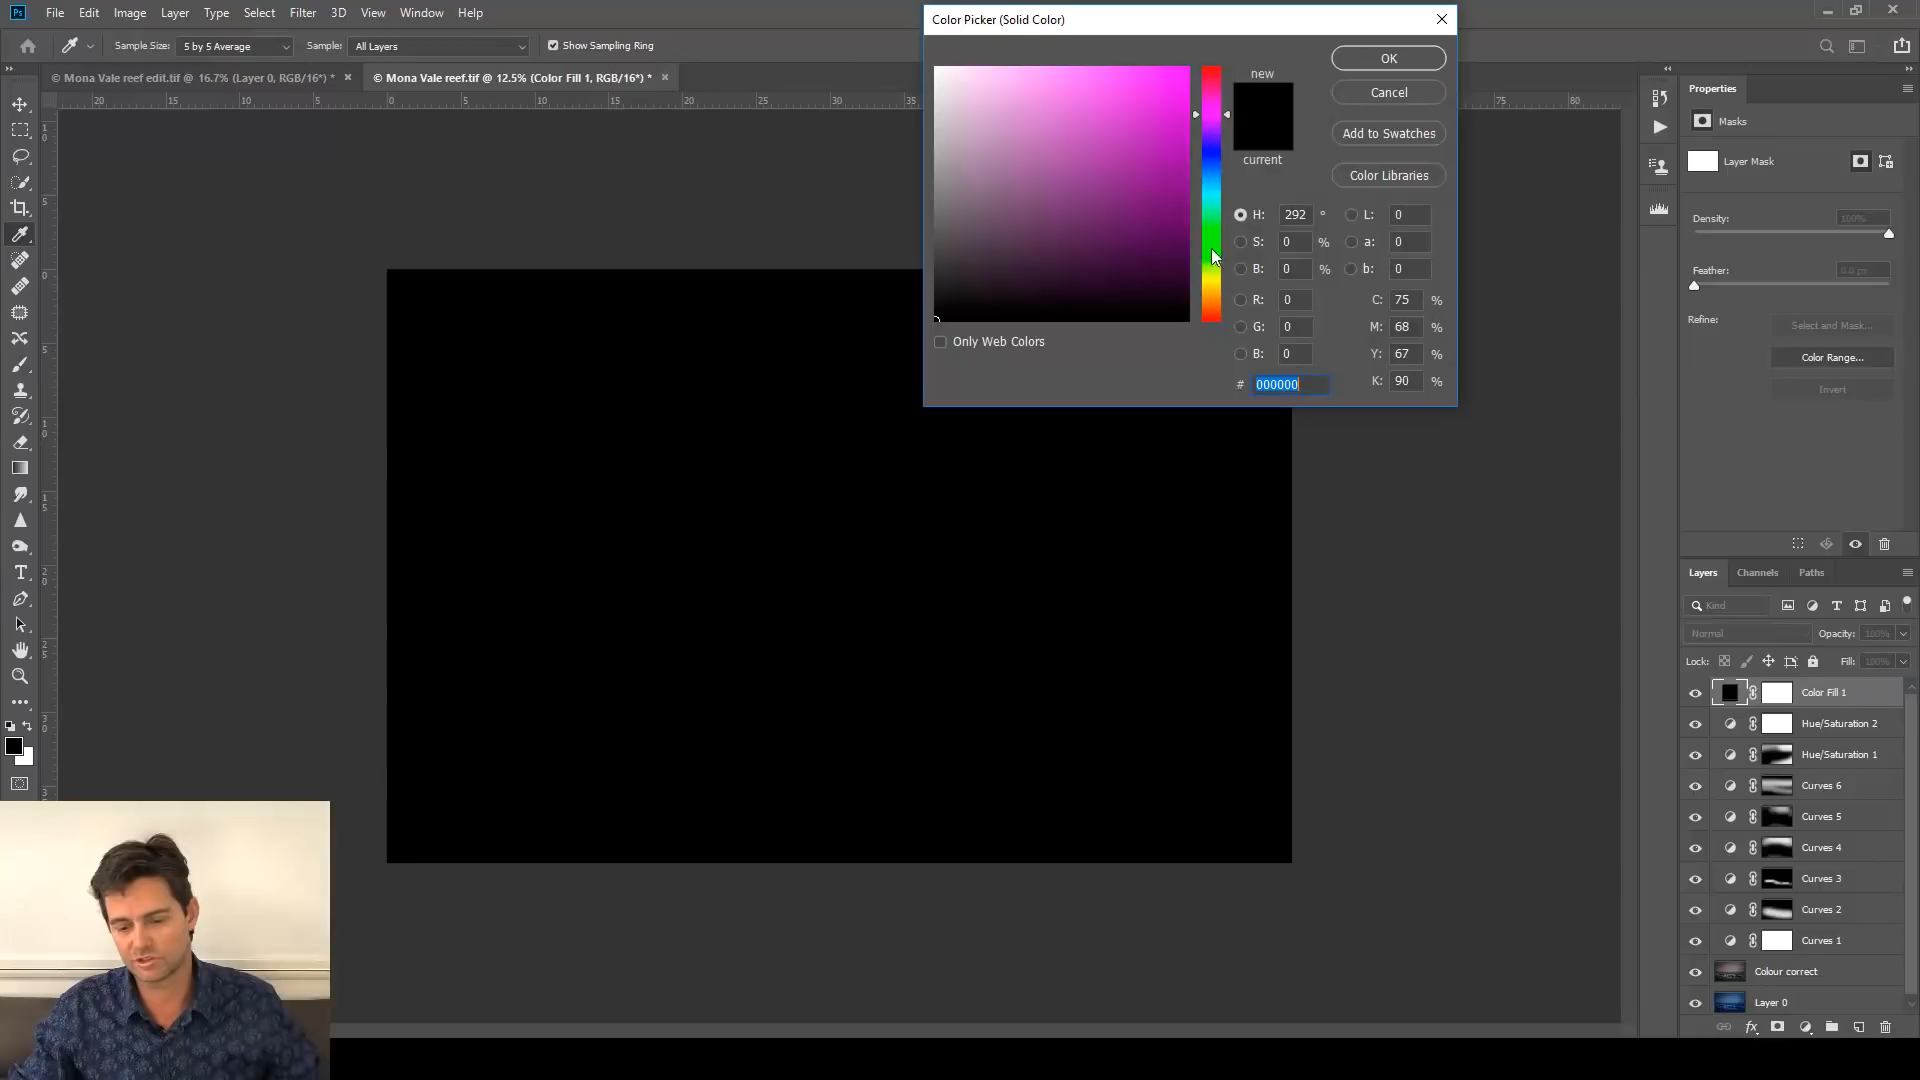 Ps File Edit Image Layer Type Select Filter 3D View Window Help
Sample Size: 5 by 5 Average Sample: All Layers Show Sampling Ring
© Mona Vale reef edit.tif @ 16.7% (Layer 0, RGB/16*) * × © Mona Vale reef.tif @ 12.5% (Color Fill 1, RGB/16*) * ×
20 15 10 5 0 5 10 15 20 25 30 35 75 80
Color Picker (Solid Color)
new
current
OK
Cancel
Add to Swatches
Color Libraries
H: 292 ° L: 0
S: 0 % a: 0
B: 0 % b: 0
R: 0 C: 75 %
G: 0 M: 68 %
B: 0 Y: 67 %
# 000000 K: 90 %
Only Web Colors
Properties
Masks
Layer Mask
Density: 100%
Feather: 0.0 px
Refine: Select and Mask...
Color Range...
Invert
Layers Channels Paths
Kind
Normal Opacity: 100%
Lock: Fill: 100%
Color Fill 1
Hue/Saturation 2
Hue/Saturation 1
Curves 6
Curves 5
Curves 4
Curves 3
Curves 2
Curves 1
Colour correct
Layer 0